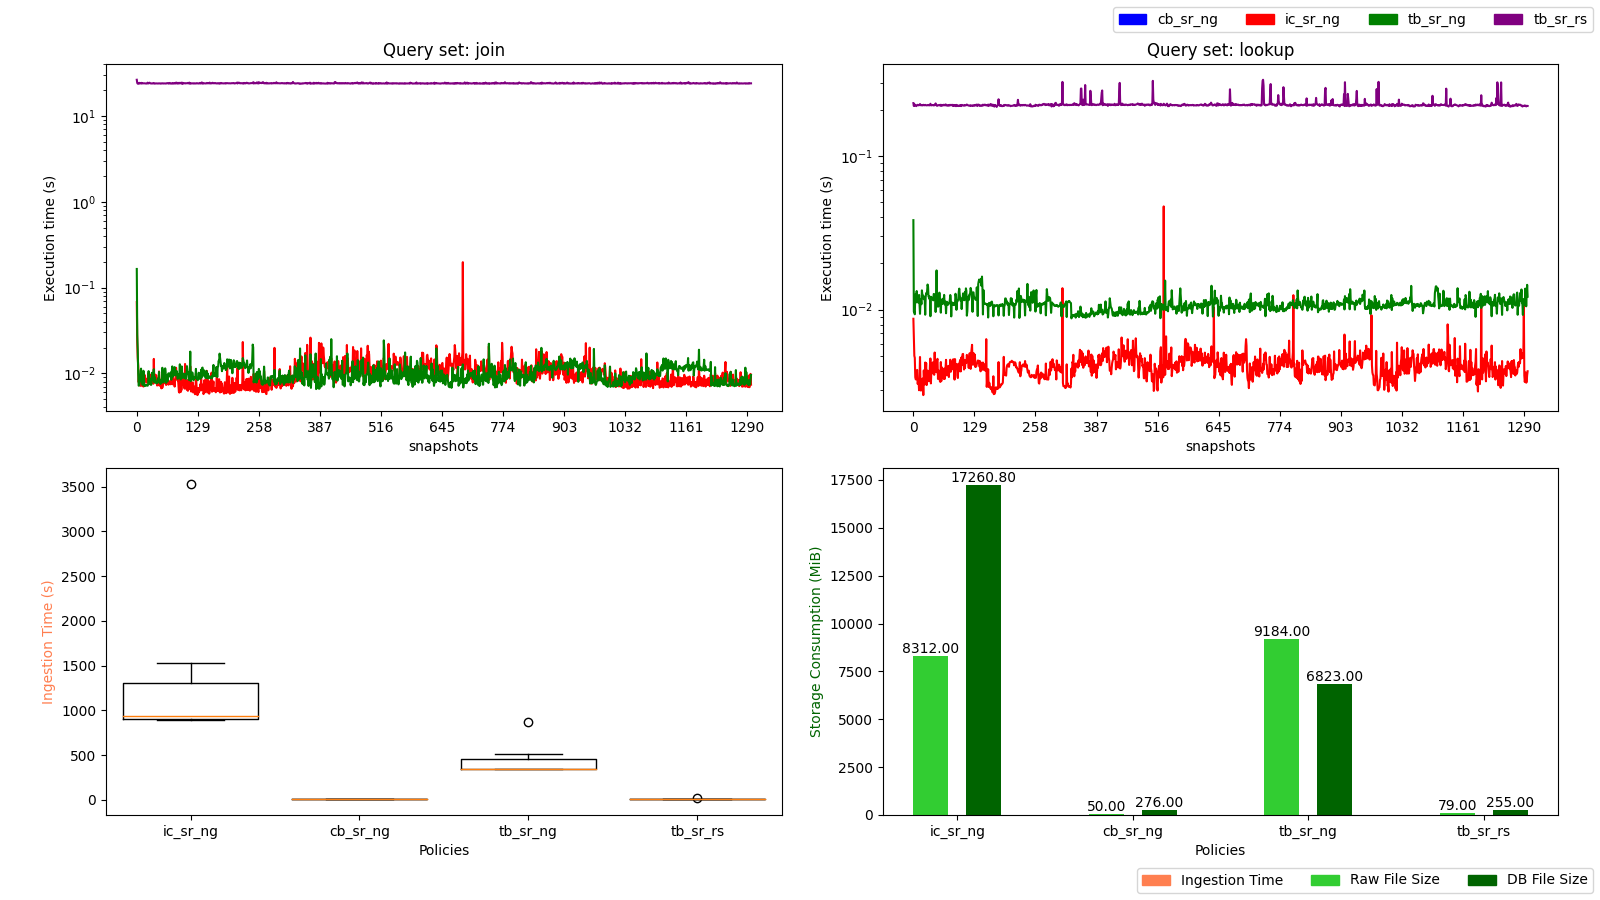 cb_sr_ng ic_sr_ng tb_sr_ng tb_sr_rs
Query set: join
Execution time (s)
10^1
10^0
10^-1
10^-2
0 129 258 387 516 645 774 903 1032 1161 1290
snapshots
Query set: lookup
Execution time (s)
10^-1
10^-2
0 129 258 387 516 645 774 903 1032 1161 1290
snapshots
Ingestion Time (s)
3500
3000
2500
2000
1500
1000
500
0
ic_sr_ng cb_sr_ng tb_sr_ng tb_sr_rs
Policies
Storage Consumption (MiB)
17500
15000
12500
10000
7500
5000
2500
0
8312.00 17260.80 50.00 276.00 9184.00 6823.00 79.00 255.00
ic_sr_ng cb_sr_ng tb_sr_ng tb_sr_rs
Policies
Ingestion Time Raw File Size DB File Size